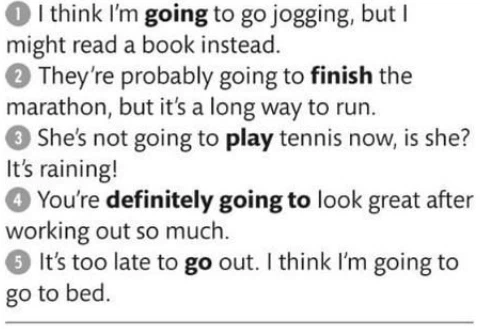 1 I think I'm going to go jogging, but I
might read a book instead.
2 They're probably going to finish the
marathon, but it's a long way to run.
3 She's not going to play tennis now, is she?
It's raining!
4 You're definitely going to look great after
working out so much.
5 It's too late to go out. I think I'm going to
go to bed.